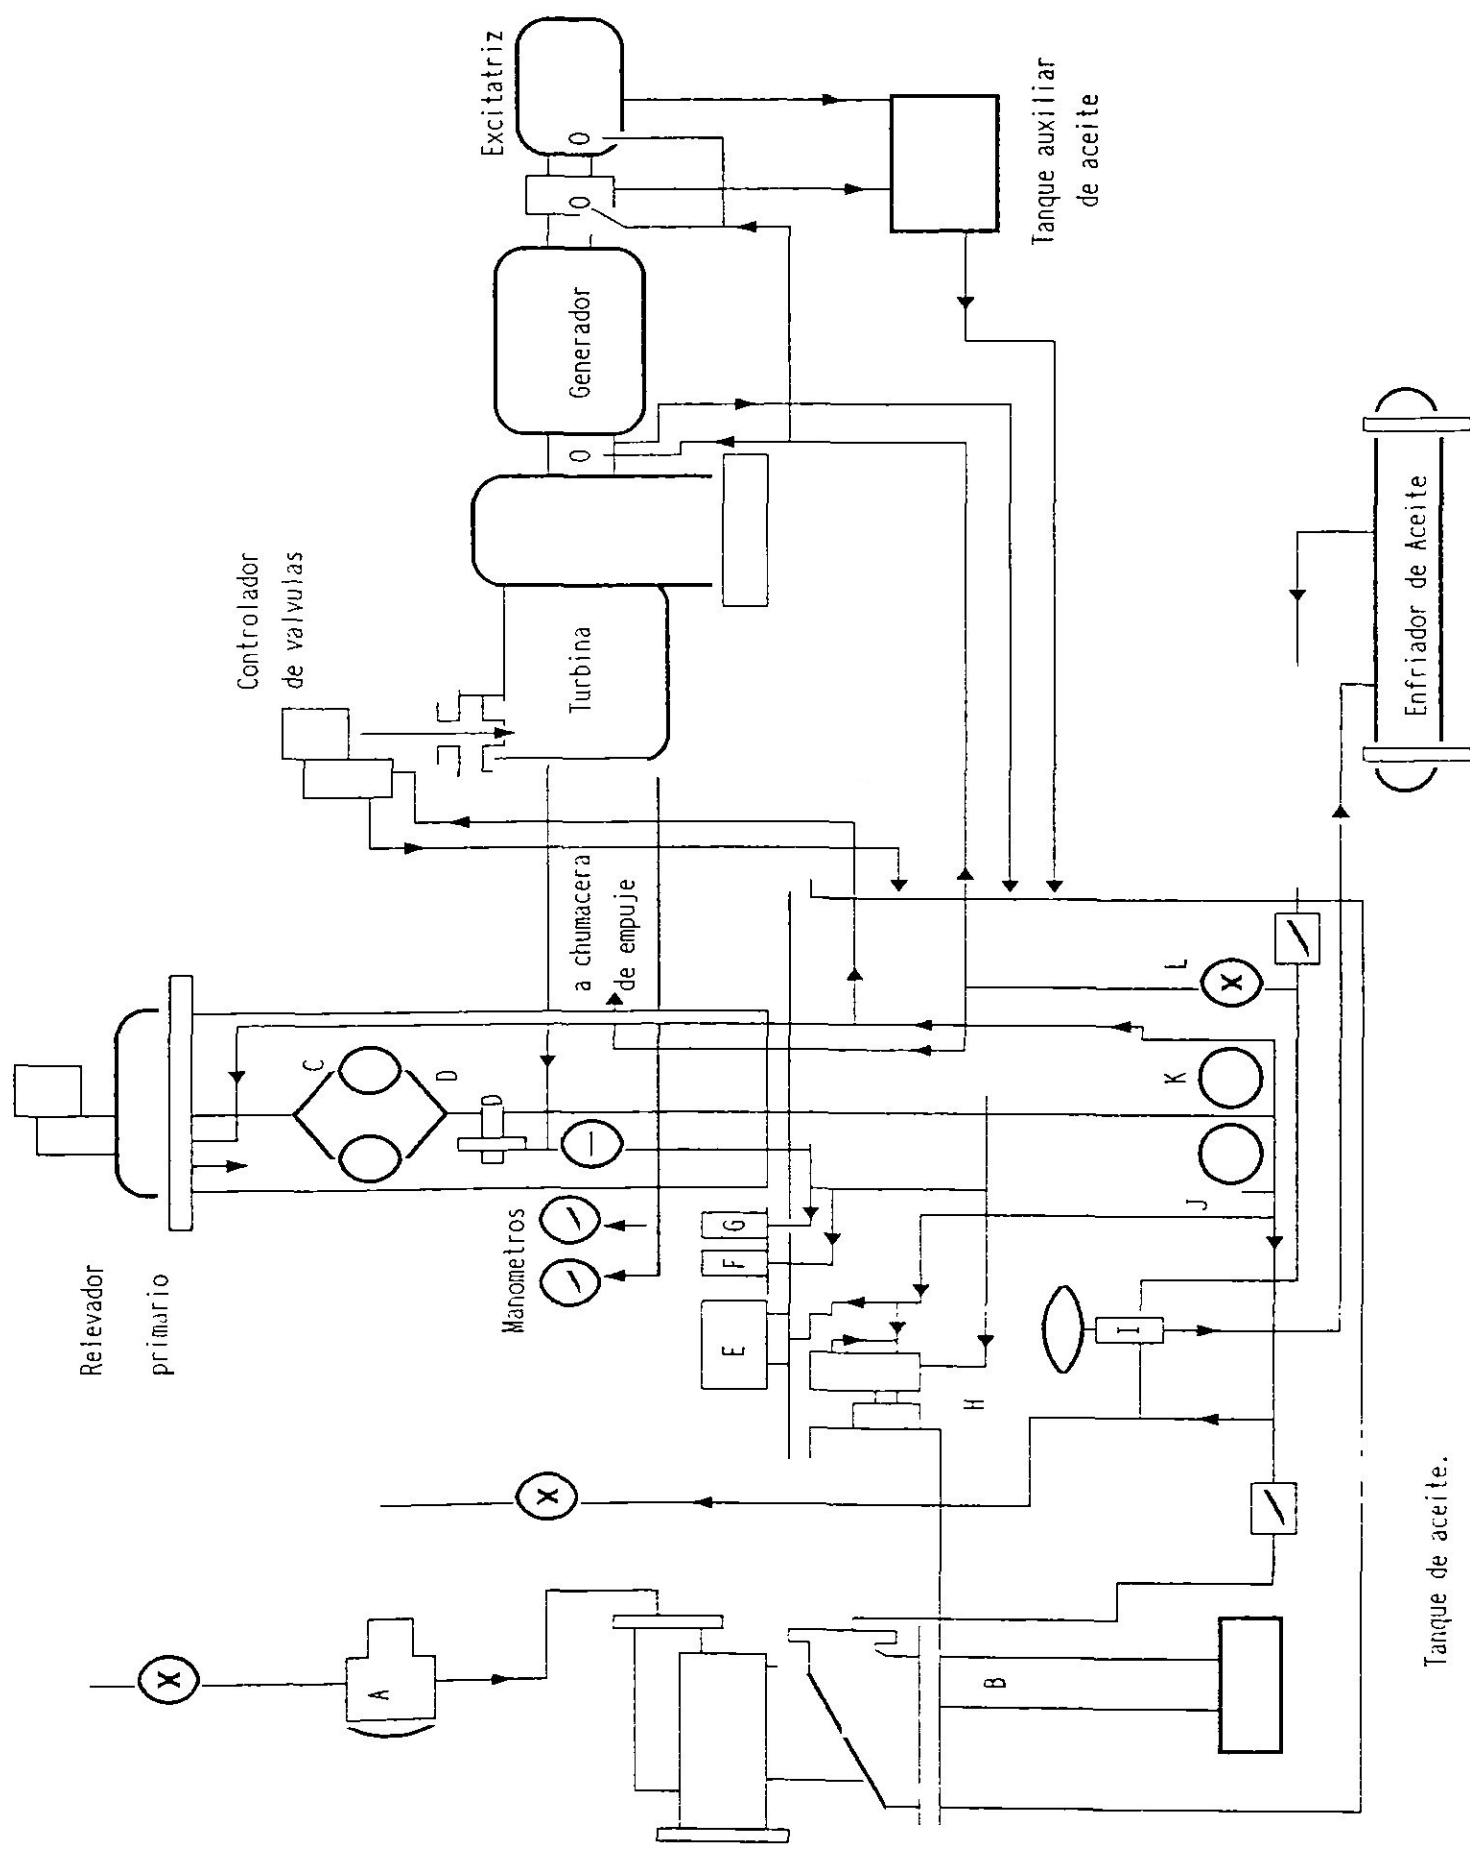 Excitatriz
O
O
Generador
O
Turbina
Controlador
de valvulas
Tanque auxiliar
de aceite
Enfriador de Aceite
a chumacera
de empuje
Relevador
primario
C
D
D
Manometros
G
F
E
H
I
J
K
L
X
X
X
A
B
Tanque de aceite.